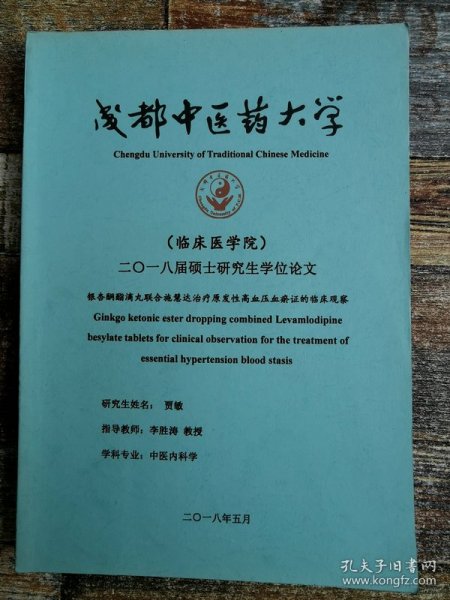 成都中医药大学
Chengdu University of Traditional Chinese Medicine
（临床医学院）
二〇一八届硕士研究生学位论文
银杏酮酯滴丸联合施慧达治疗原发性高血压血瘀证的临床观察
Ginkgo ketonic ester dropping combined Levamlodipine
besylate tablets for clinical observation for the treatment of
essential hypertension blood stasis
研究生姓名： 贾敏
指导教师： 李胜涛 教授
学科专业： 中医内科学
二〇一八年五月
孔夫子旧书网
www.kongfz.com